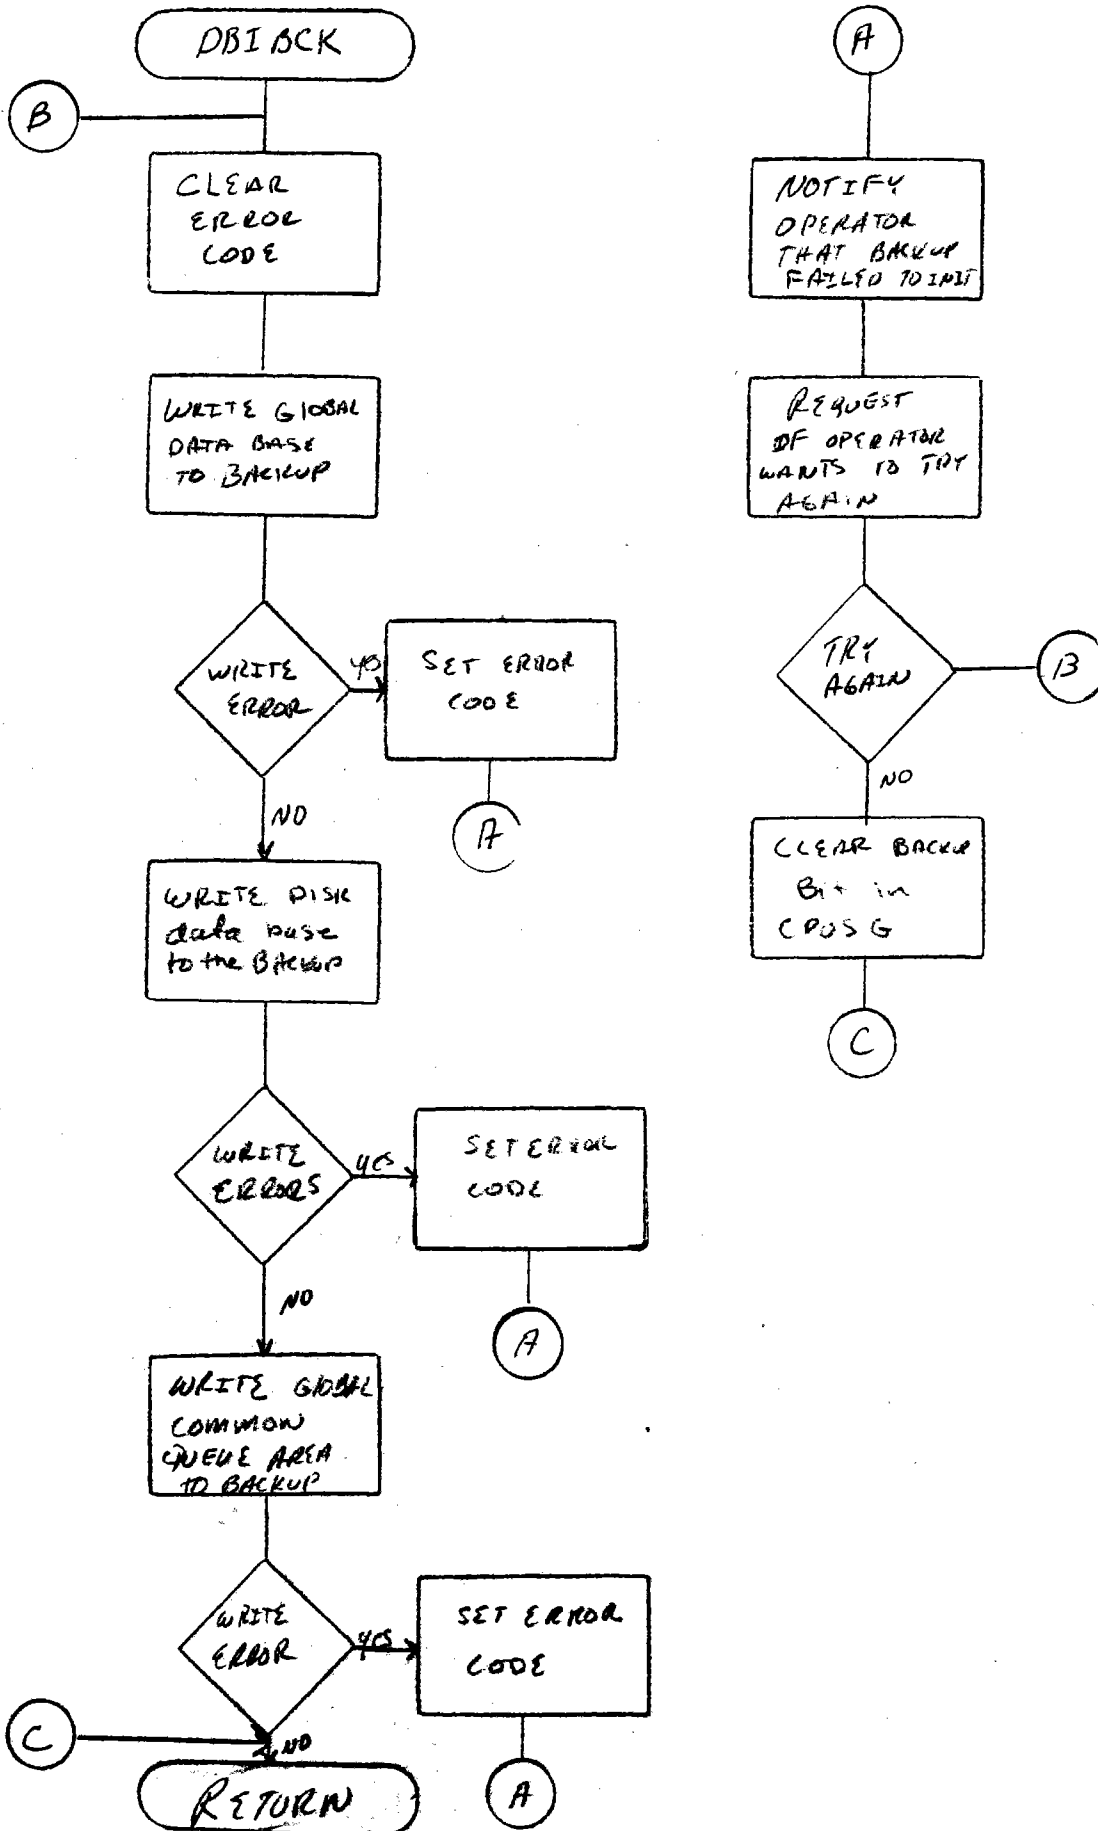 DBIBCK
B
CLEAR
ERROR
CODE
WRITE GlOBAL
DATA BASE
TO BACKUP
WRITE
ERROR
YES
SET ERROR
CODE
A
NO
WRITE DISK
data base
to the BACKUP
WRITE
ERRORS
YES
SET ERROR
CODE
A
NO
WRITE GlOBAL
COMMON
QUEUE AREA
TO BACKUP
WRITE
ERROR
YES
SET ERROR
CODE
A
C
NO
RETURN
A
NOTIFY
OPERATOR
THAT BACKUP
FAILED TO INIT
REQUEST
IF OPERATOR
WANTS TO TRY
AGAIN
TRY
AGAIN
B
NO
CLEAR BACKUP
Bit in
CPUSG
C